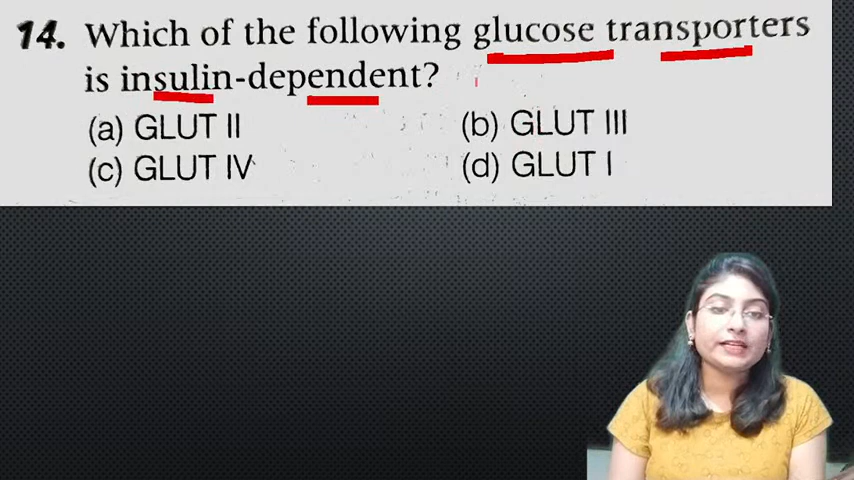 14. Which of the following glucose transporters
is insulin-dependent?
(a) GLUT II (b) GLUT III
(c) GLUT IV (d) GLUT I